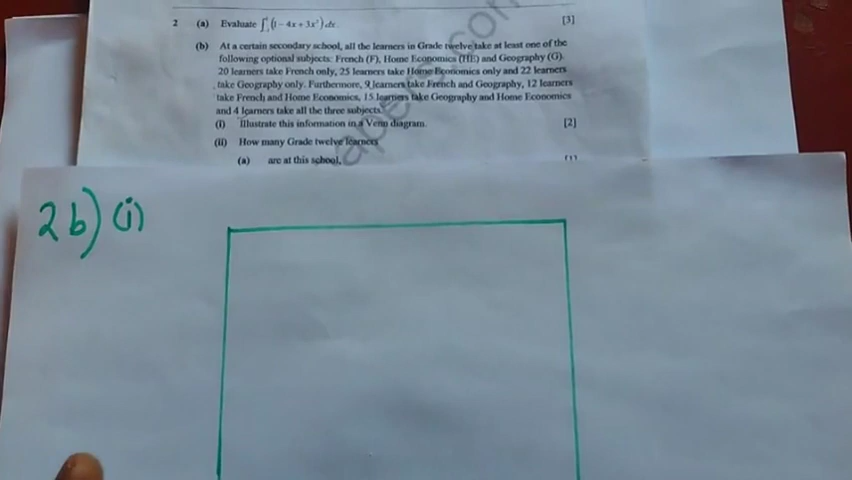 2 (a) Evaluate ∫(1 − 4x + 3x²) dx. [3]
(b) At a certain secondary school, all the learners in Grade twelve take at least one of the
following optional subjects: French (F), Home Economics (HE) and Geography (G).
20 learners take French only, 25 learners take Home Economics only and 22 learners
take Geography only. Furthermore, 9 learners take French and Geography, 12 learners
take French and Home Economics, 15 learners take Geography and Home Economics
and 4 learners take all the three subjects.
(i) Illustrate this information in a Venn diagram. [2]
(ii) How many Grade twelve learners
(a) are at this school,
2b) (i)
apers.com